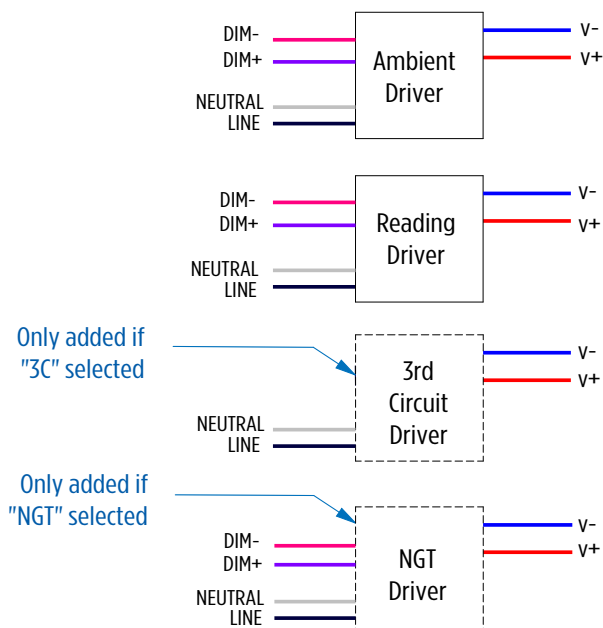 DIM-
DIM+
NEUTRAL
LINE
Ambient
Driver
V-
V+
DIM-
DIM+
NEUTRAL
LINE
Reading
Driver
V-
V+
Only added if
"3C" selected
NEUTRAL
LINE
3rd
Circuit
Driver
V-
V+
Only added if
"NGT" selected
DIM-
DIM+
NEUTRAL
LINE
NGT
Driver
V-
V+